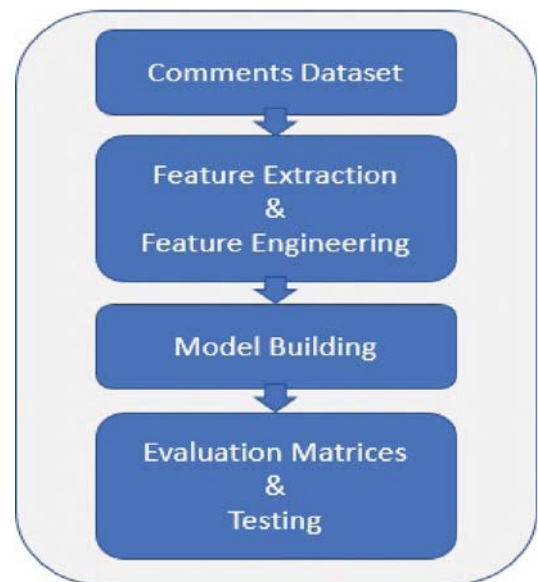 Comments Dataset
Feature Extraction
&
Feature Engineering
Model Building
Evaluation Matrices
&
Testing